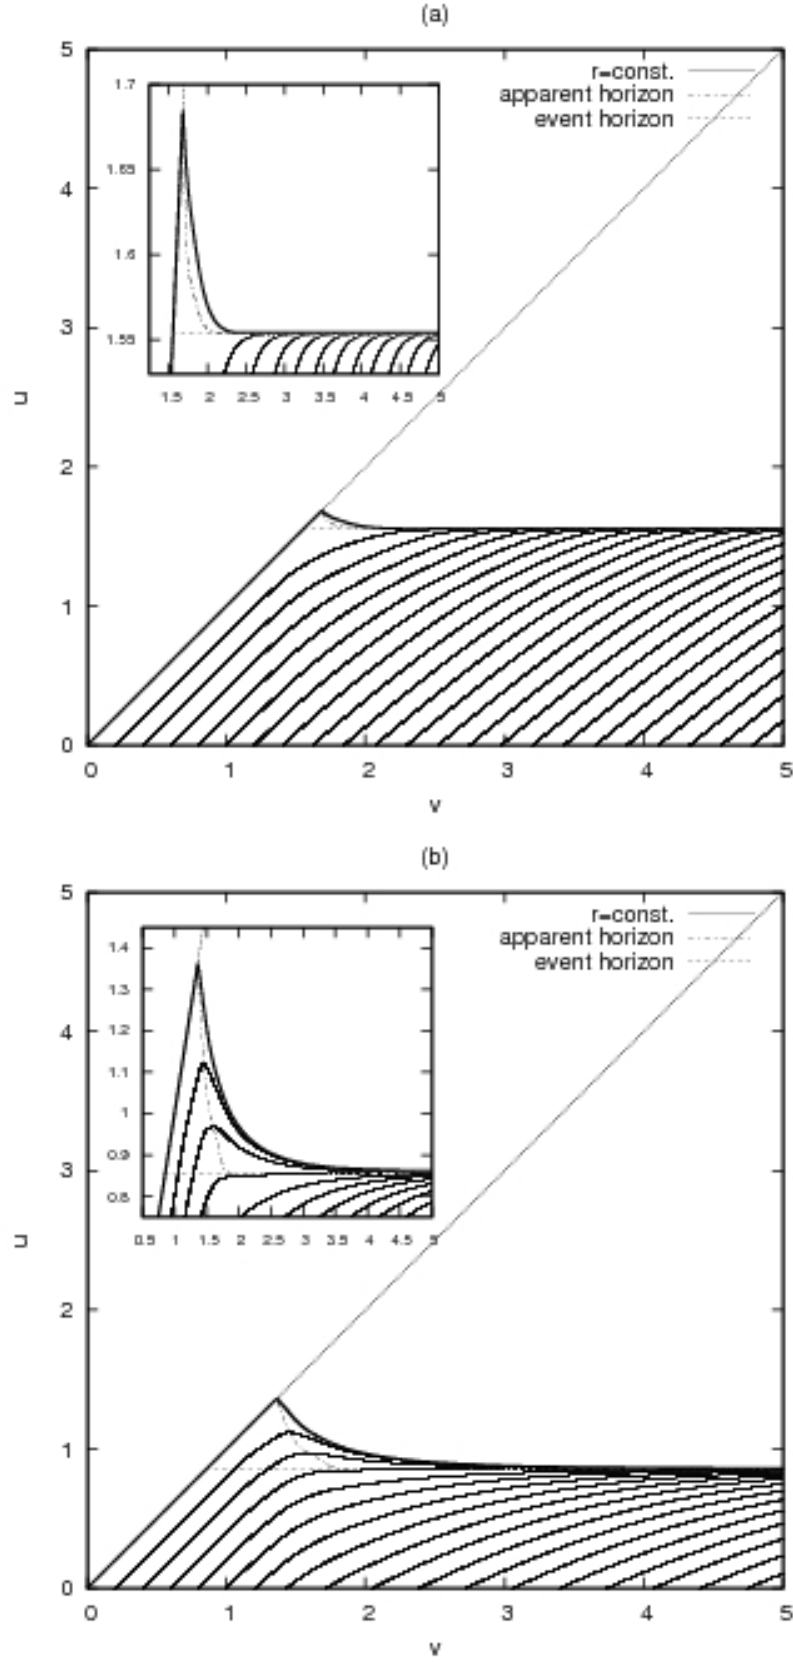 (a)
5
4
3
2
1
0
u
0 1 2 3 4 5
v
r=const.
apparent horizon
event horizon
1.7
1.65
1.6
1.55
1.5 2 2.5 3 3.5 4 4.5 5
(b)
5
4
3
2
1
0
u
0 1 2 3 4 5
v
r=const.
apparent horizon
event horizon
1.4
1.3
1.2
1.1
1
0.9
0.8
0.5 1 1.5 2 2.5 3 3.5 4 4.5 5